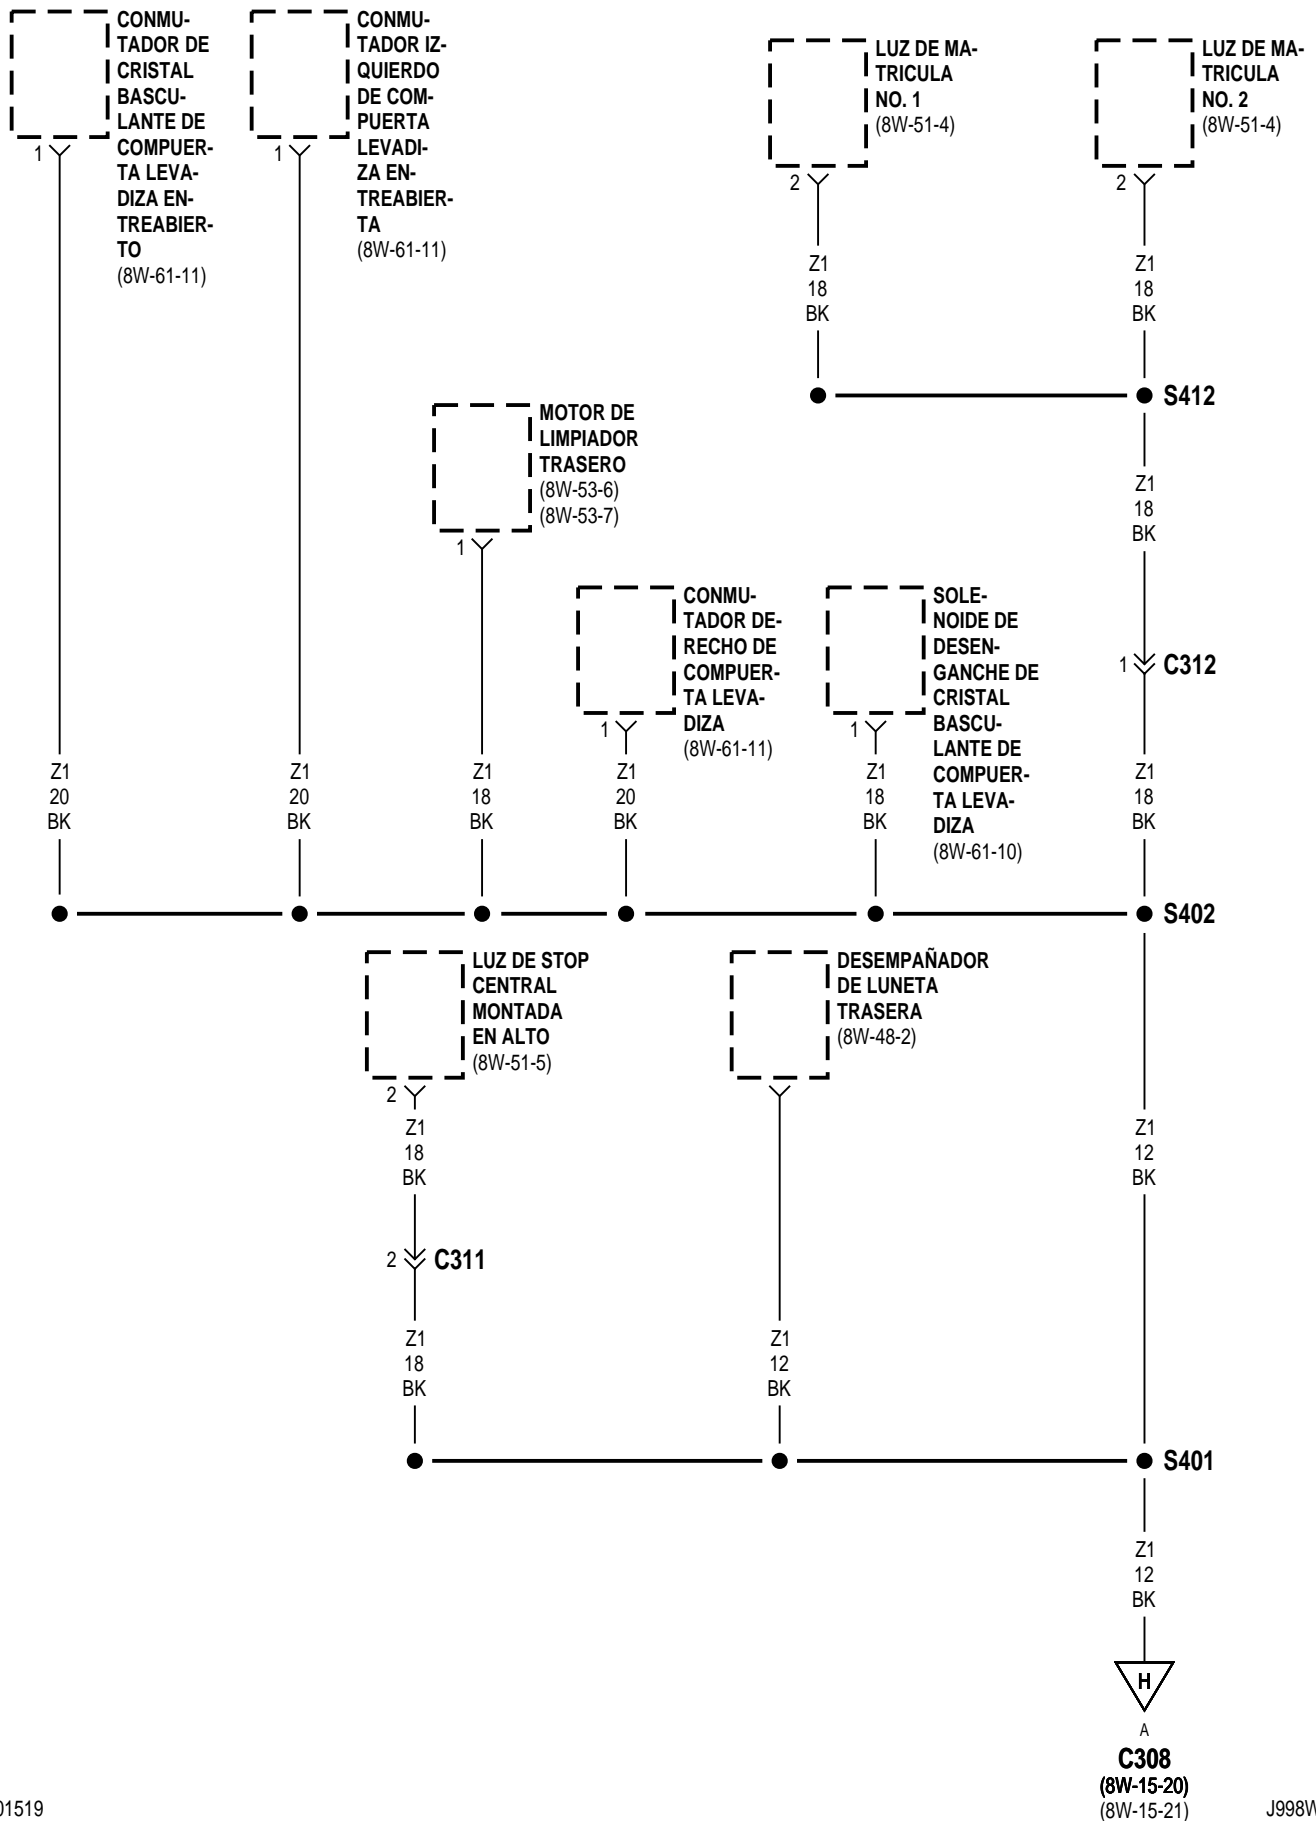 CONMU-
TADOR DE
CRISTAL
BASCU-
LANTE DE
COMPUER-
TA LEVA-
DIZA EN-
TREABIER-
TO
(8W-61-11)
1
CONMU-
TADOR IZ-
QUIERDO
DE COM-
PUERTA
LEVADI-
ZA EN-
TREABIER-
TA
(8W-61-11)
1
LUZ DE MA-
TRICULA
NO. 1
(8W-51-4)
2
LUZ DE MA-
TRICULA
NO. 2
(8W-51-4)
2
Z1
18
BK
Z1
18
BK
S412
MOTOR DE
LIMPIADOR
TRASERO
(8W-53-6)
(8W-53-7)
1
Z1
18
BK
CONMU-
TADOR DE-
RECHO DE
COMPUER-
TA LEVA-
DIZA
(8W-61-11)
1
SOLE-
NOIDE DE
DESEN-
GANCHE DE
CRISTAL
BASCU-
LANTE DE
COMPUER-
TA LEVA-
DIZA
(8W-61-10)
1
1
C312
Z1
20
BK
Z1
20
BK
Z1
18
BK
Z1
20
BK
Z1
18
BK
Z1
18
BK
S402
LUZ DE STOP
CENTRAL
MONTADA
EN ALTO
(8W-51-5)
2
DESEMPAÑADOR
DE LUNETA
TRASERA
(8W-48-2)
Z1
18
BK
Z1
12
BK
2
C311
Z1
18
BK
Z1
12
BK
S401
Z1
12
BK
H
A
C308
(8W-15-20)
(8W-15-21)
01519
J998W